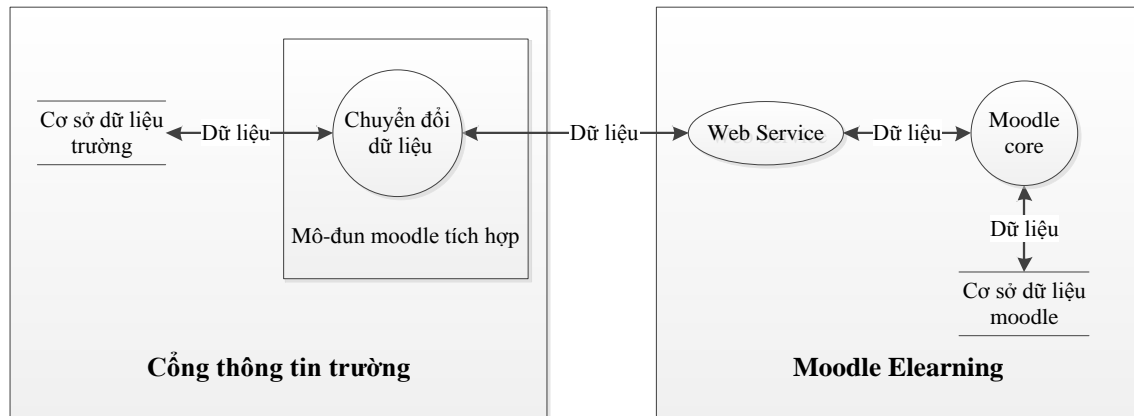 Cơ sở dữ liệu
trường
Dữ liệu
Chuyển đổi
dữ liệu
Mô-đun moodle tích hợp
Cổng thông tin trường
Dữ liệu
Web Service
Dữ liệu
Moodle
core
Dữ liệu
Cơ sở dữ liệu
moodle
Moodle Elearning